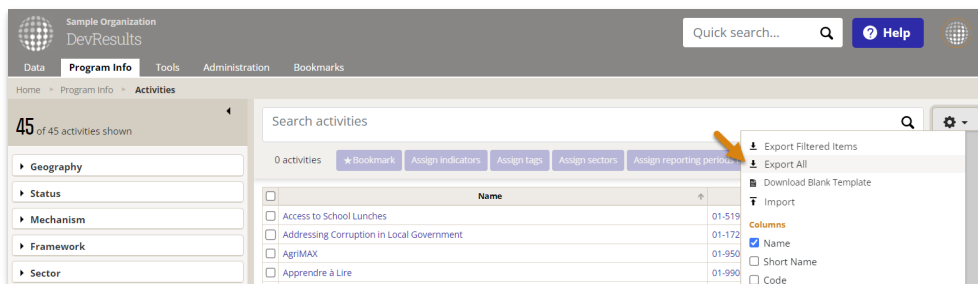 Sample Organization
DevResults
Quick search...
? Help
Data Program Info Tools Administration Bookmarks
Home Program Info Activities
45 of 45 activities shown
Geography
Status
Mechanism
Framework
Sector
Search activities
0 activities ★Bookmark Assign indicators Assign tags Assign sectors Assign reporting periods
Name
Access to School Lunches 01-519
Addressing Corruption in Local Government 01-172
AgriMAX 01-950
Apprendre à Lire 01-990
Export Filtered Items
Export All
Download Blank Template
Import
Columns
Name
Short Name
Code